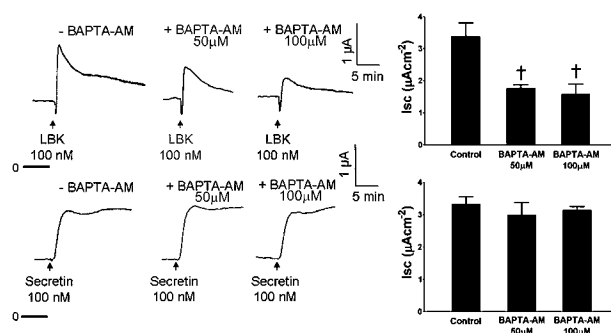 - BAPTA-AM
+ BAPTA-AM
50μM
+ BAPTA-AM
100μM
1 μA
5 min
LBK
100 nM
LBK
100 nM
LBK
100 nM
0
Isc (μAcm-2)
4
3
2
1
0
†
†
Control
BAPTA-AM
50μM
BAPTA-AM
100μM
- BAPTA-AM
+ BAPTA-AM
50μM
+ BAPTA-AM
100μM
1 μA
5 min
Secretin
100 nM
Secretin
100 nM
Secretin
100 nM
0
Isc (μAcm-2)
4
3
2
1
0
Control
BAPTA-AM
50μM
BAPTA-AM
100μM